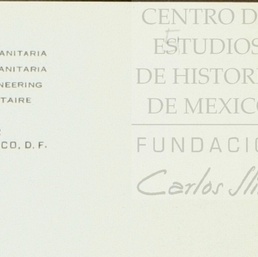 ANITARIA
ANITARIA
NEERING
TAIRE
CO, D. F.
CENTRO D
ESTUDIOS
DE HISTOR
DE MEXICO
FUNDACIO
Carlos Sli